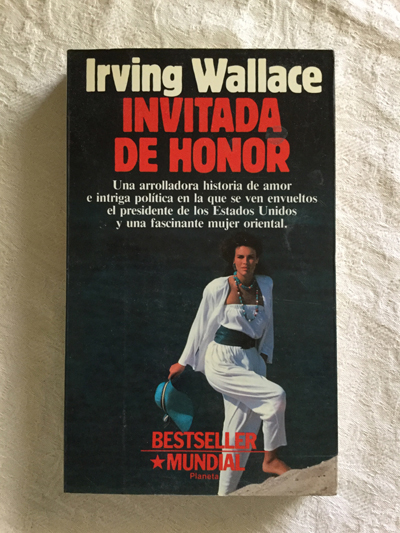 Irving Wallace
INVITADA
DE HONOR
Una arrolladora historia de amor
e intriga política en la que se ven envueltos
el presidente de los Estados Unidos
y una fascinante mujer oriental.
BESTSELLER
★MUNDIAL
Planeta